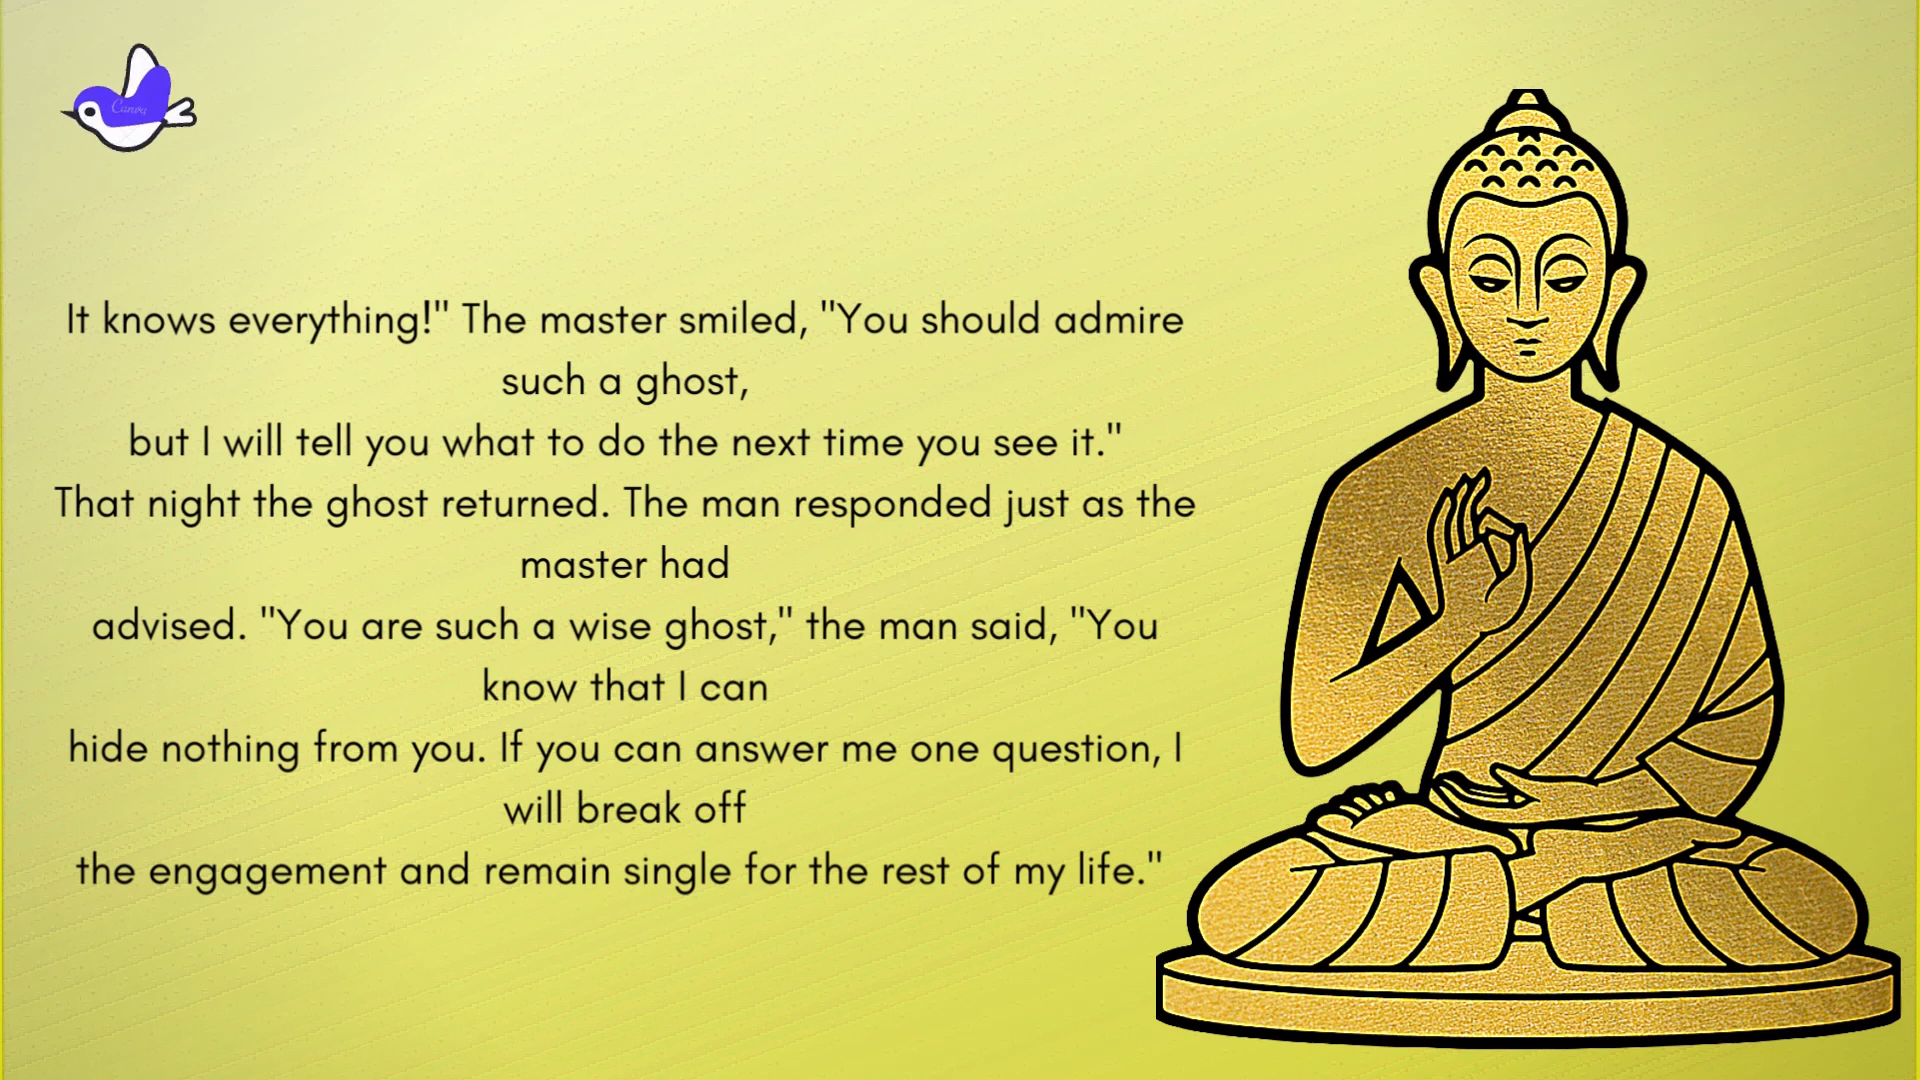 Canva
It knows everything!" The master smiled, "You should admire
such a ghost,
but I will tell you what to do the next time you see it."
That night the ghost returned. The man responded just as the
master had
advised. "You are such a wise ghost," the man said, "You
know that I can
hide nothing from you. If you can answer me one question, I
will break off
the engagement and remain single for the rest of my life."